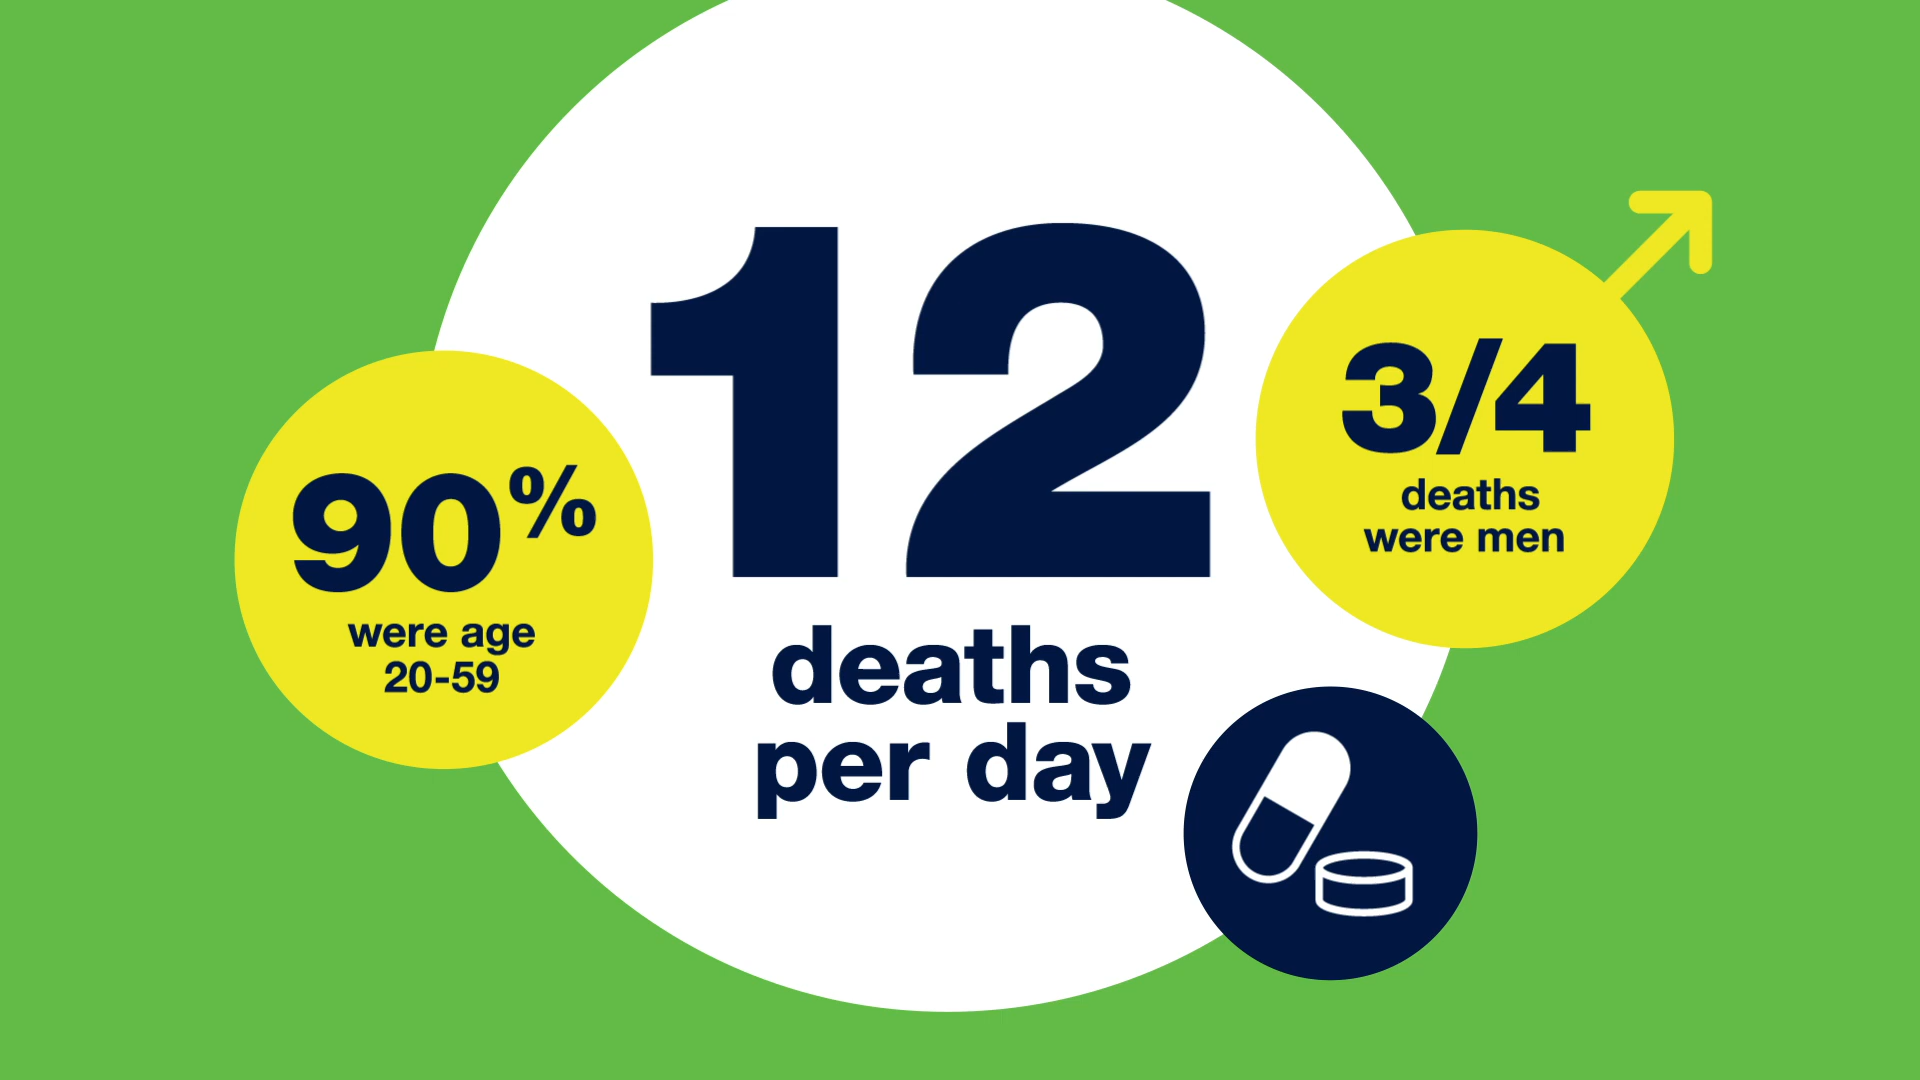 12
deaths
per day
90%
were age
20-59
3/4
deaths
were men